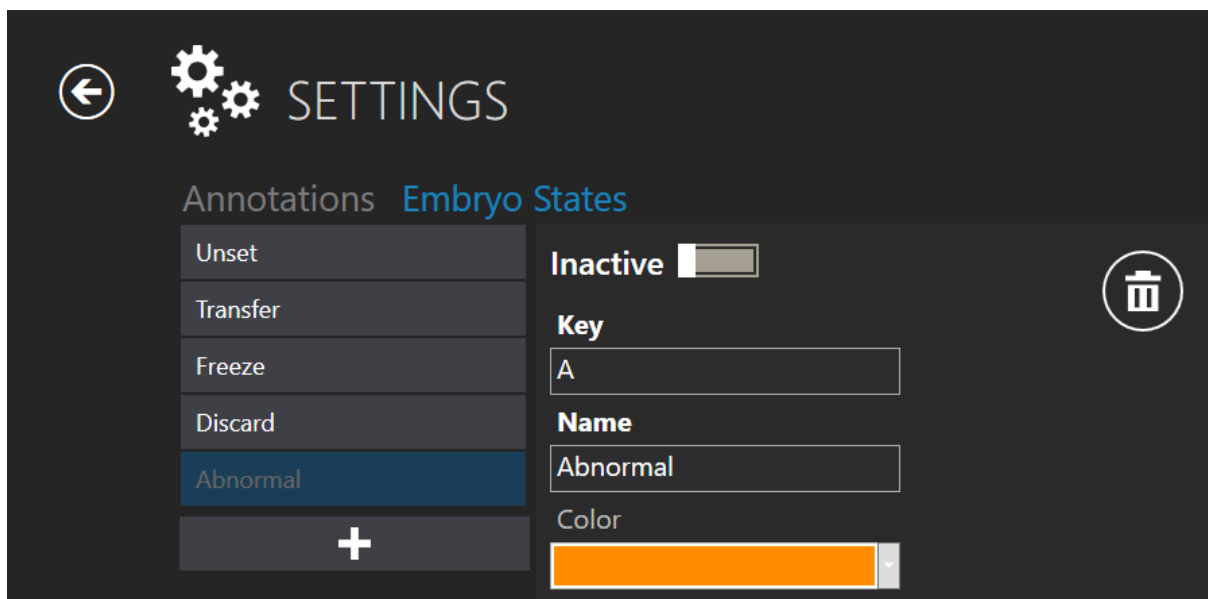 SETTINGS
Annotations Embryo States
Unset
Transfer
Freeze
Discard
Abnormal
Inactive
Key
A
Name
Abnormal
Color